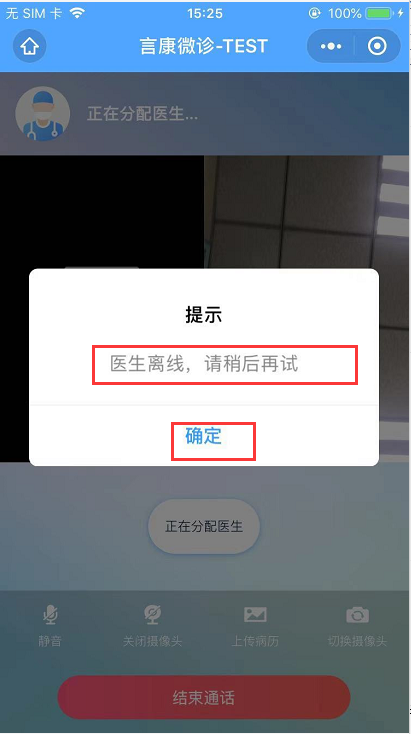 无 SIM 卡
15:25
100%
言康微诊-TEST
正在分配医生...
提示
医生离线，请稍后再试
确定
正在分配医生
静音
关闭摄像头
上传病历
切换摄像头
结束通话